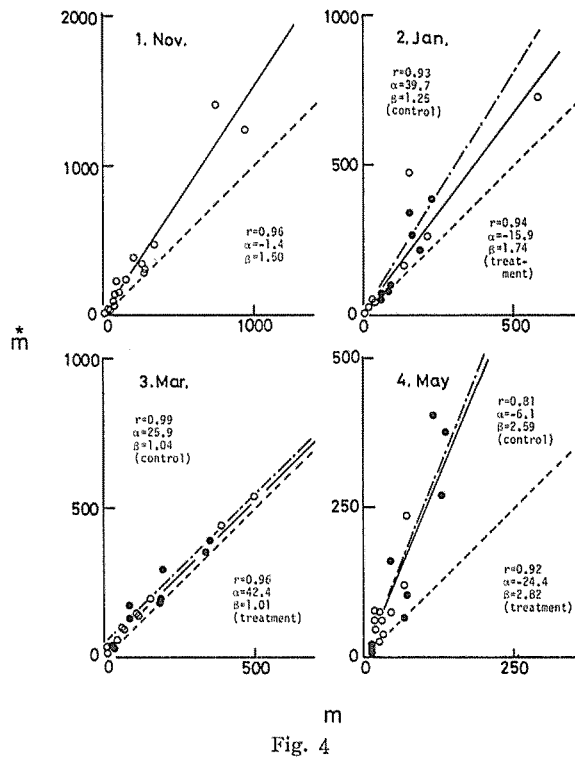 1. Nov.
2000
1000
0
0
1000
r=0.96
α=-1.4
β=1.50
2. Jan.
1000
500
0
0
500
r=0.93
α=39.7
β=1.25
(control)
r=0.94
α=-15.9
β=1.74
(treat-
ment)
m*
3. Mar.
1000
500
0
0
500
r=0.99
α=25.9
β=1.04
(control)
r=0.96
α=42.4
β=1.01
(treatment)
4. May
500
250
0
0
250
r=0.81
α=-6.1
β=2.59
(control)
r=0.92
α=-24.4
β=2.82
(treatment)
m
Fig. 4